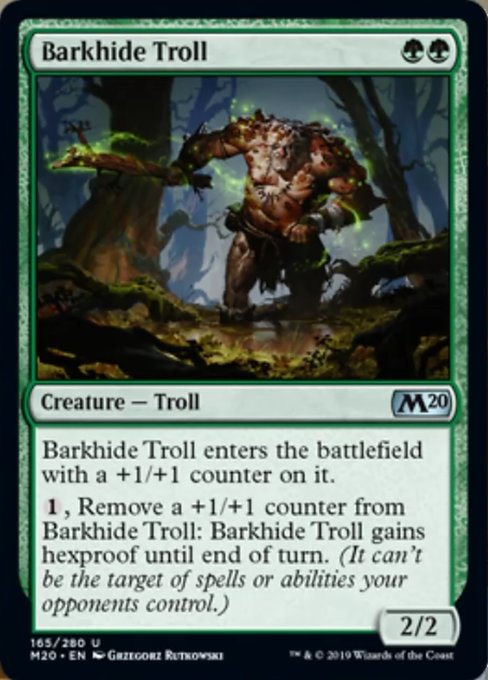 Barkhide Troll
Creature — Troll
M20
Barkhide Troll enters the battlefield
with a +1/+1 counter on it.
1, Remove a +1/+1 counter from
Barkhide Troll: Barkhide Troll gains
hexproof until end of turn. (It can't
be the target of spells or abilities your
opponents control.)
2/2
165/280 U
M20 • EN Grzegorz Rutkowski
™ & © 2019 Wizards of the Coast